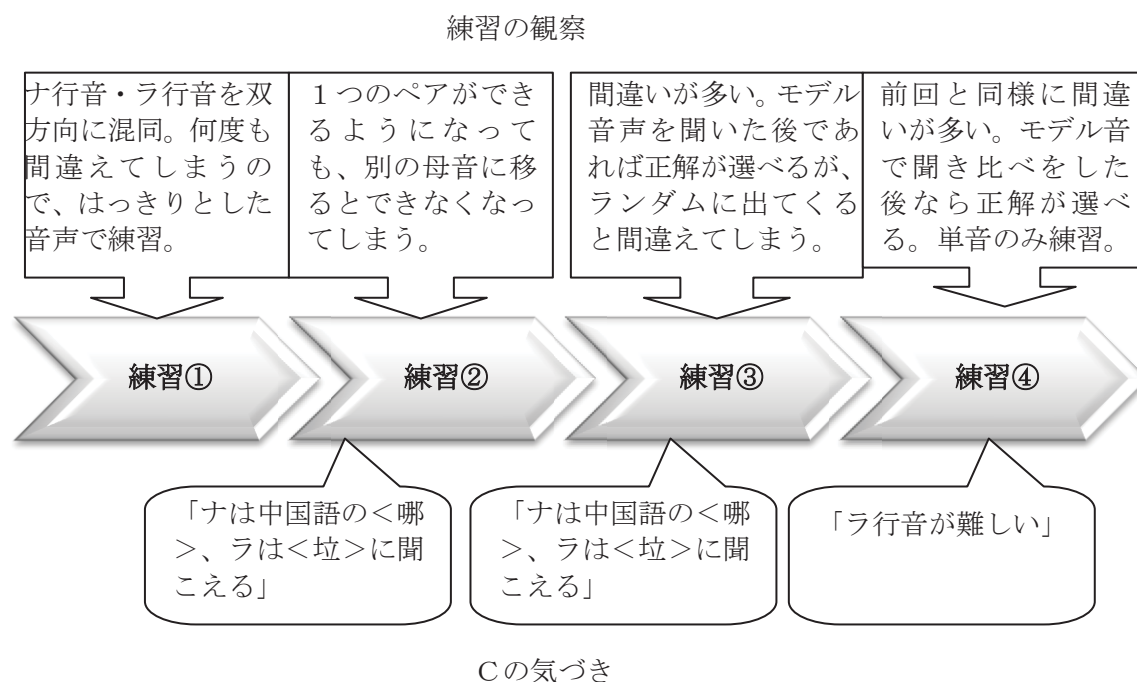 練習の観察
ナ行音・ラ行音を双
方向に混同。何度も
間違えてしまうの
で、はっきりとした
音声で練習。
１つのペアができ
るようになって
も、別の母音に移
るとできなくなっ
てしまう。
間違いが多い。モデル
音声を聞いた後であ
れば正解が選べるが、
ランダムに出てくる
と間違えてしまう。
前回と同様に間違
いが多い。モデル音
で聞き比べをした
後なら正解が選べ
る。単音のみ練習。
練習①
練習②
練習③
練習④
「ナは中国語の＜哪
＞、ラは＜垃＞に聞
こえる」
「ナは中国語の＜哪
＞、ラは＜垃＞に聞
こえる」
「ラ行音が難しい」
Ｃの気づき